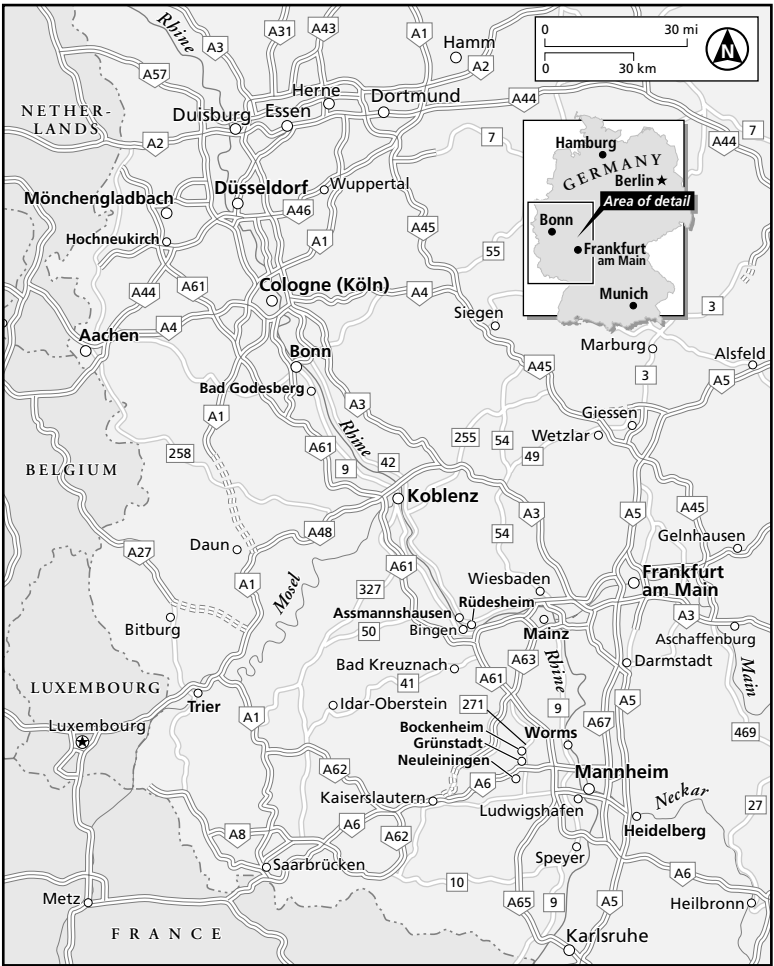 Rhine
A3
A31
A43
A1
Hamm
A2
0 30 mi
0 30 km
N
A57
NETHER-
LANDS
Duisburg
Essen
Herne
Dortmund
A44
A2
7
7
A44
Hamburg
GERMANY
Berlin
Area of detail
Bonn
Frankfurt
am Main
Munich
Mönchengladbach
Düsseldorf
Wuppertal
A46
Hochneukirch
A1
A45
55
A44
A61
Cologne (Köln)
A4
Siegen
3
Aachen
A4
Marburg
Alsfeld
Bonn
Bad Godesberg
A45
3
A5
A1
A3
Rhine
Giessen
A61
9
42
255
54
Wetzlar
49
258
BELGIUM
Koblenz
A3
A5
A45
A48
54
Gelnhausen
Daun
A27
A1
Mosel
A61
327
Wiesbaden
Frankfurt
am Main
Assmannshausen
Rüdesheim
A3
Bitburg
50
Bingen
Mainz
Aschaffenburg
A63
Rhine
Bad Kreuznach
Darmstadt
Main
LUXEMBOURG
41
A61
A5
Trier
Idar-Oberstein
271
9
A67
Luxembourg
A1
Bockenheim
Worms
469
Grünstadt
Neuleiningen
A62
A6
Mannheim
Kaiserslautern
Ludwigshafen
Neckar
27
A8
A6
A62
Heidelberg
Saarbrücken
Speyer
10
A6
Metz
A65
9
A5
Heilbronn
FRANCE
Karlsruhe